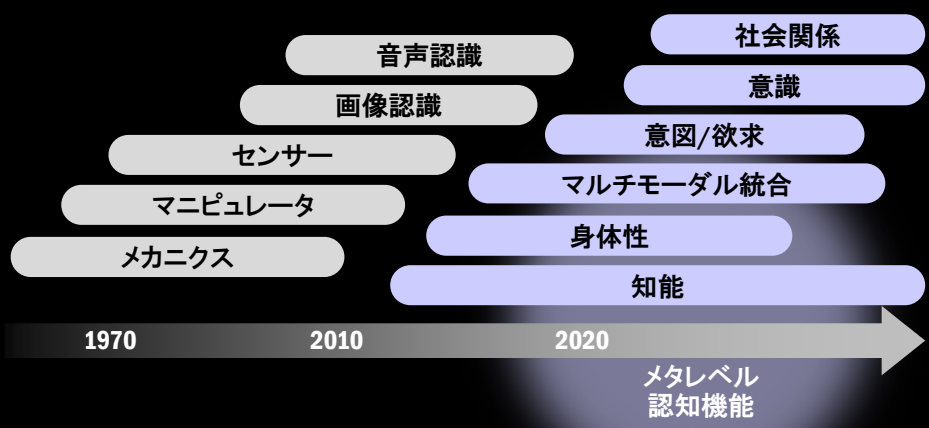 社会関係
音声認識
意識
画像認識
意図/欲求
センサー
マルチモーダル統合
マニピュレータ
身体性
メカニクス
知能
1970
2010
2020
メタレベル
認知機能